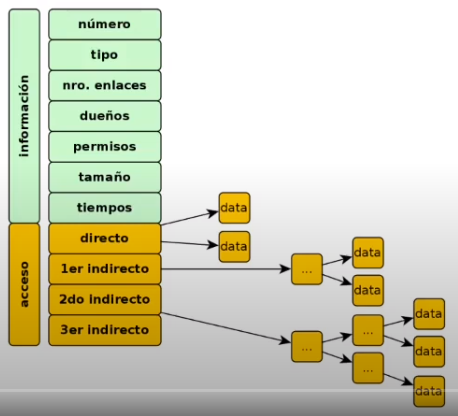 información
número
tipo
nro. enlaces
dueños
permisos
tamaño
tiempos
acceso
directo
1er indirecto
2do indirecto
3er indirecto
data
data
...
data
data
...
...
...
data
data
data